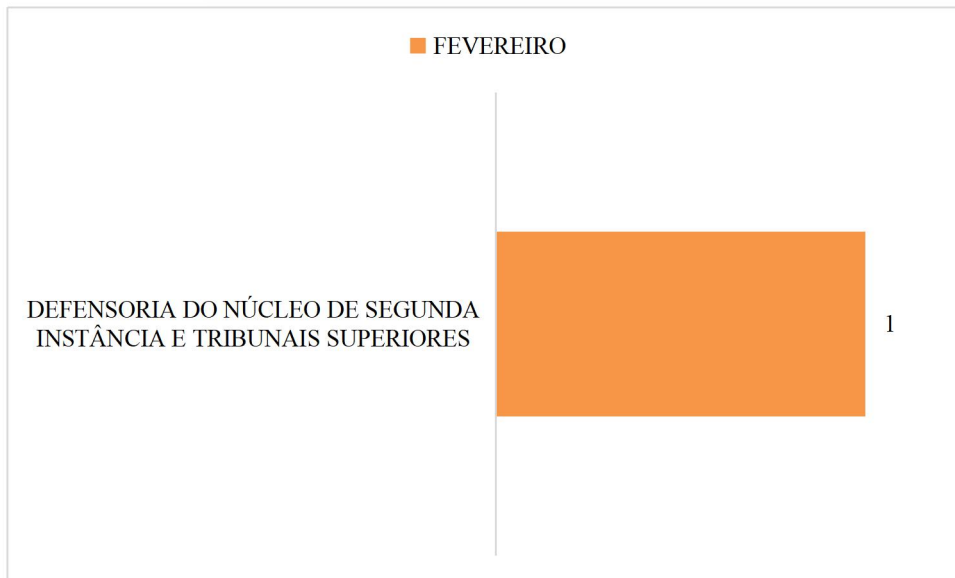 FEVEREIRO
DEFENSORIA DO NÚCLEO DE SEGUNDA
INSTÂNCIA E TRIBUNAIS SUPERIORES
1